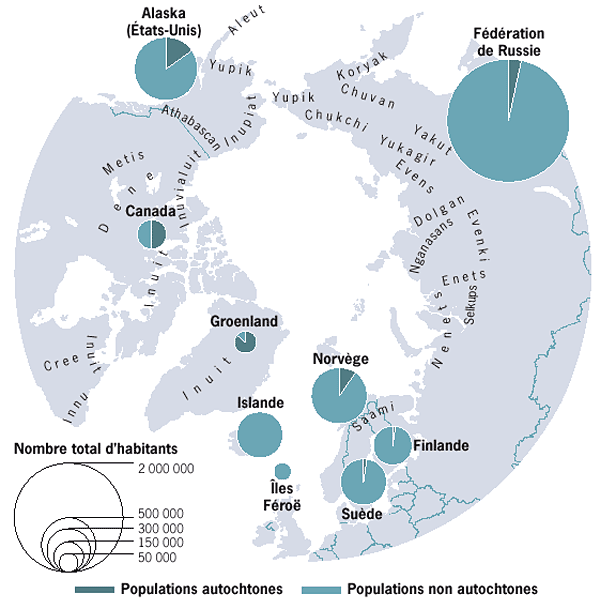 Alaska
(États-Unis)
Aleut
Fédération
de Russie
Yupik
Koryak
Yupik
Chuvan
Athabascan
Inupiat
Chukchi
Yukagir
Yakut
Metis
Evens
Dene
Inuvialuit
Dolgan
Evenki
Canada
Nganasans
Inuit
Enets
Selkups
Nenets
Groenland
Inuit
Cree
Inuit
Innu
Norvège
Islande
Saami
Finlande
Îles
Féroë
Suède
Nombre total d'habitants
2 000 000
500 000
300 000
150 000
50 000
Populations autochtones
Populations non autochtones